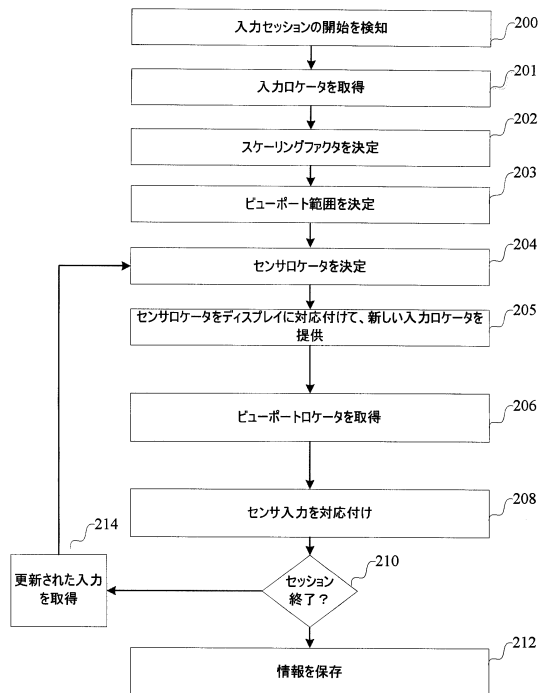 入力セッションの開始を検知
200
入力ロケータを取得
201
スケーリングファクタを決定
202
ビューポート範囲を決定
203
センサロケータを決定
204
センサロケータをディスプレイに対応付けて、新しい入力ロケータを
提供
205
ビューポートロケータを取得
206
センサ入力を対応付け
208
セッション
終了？
210
更新された入力
を取得
214
情報を保存
212